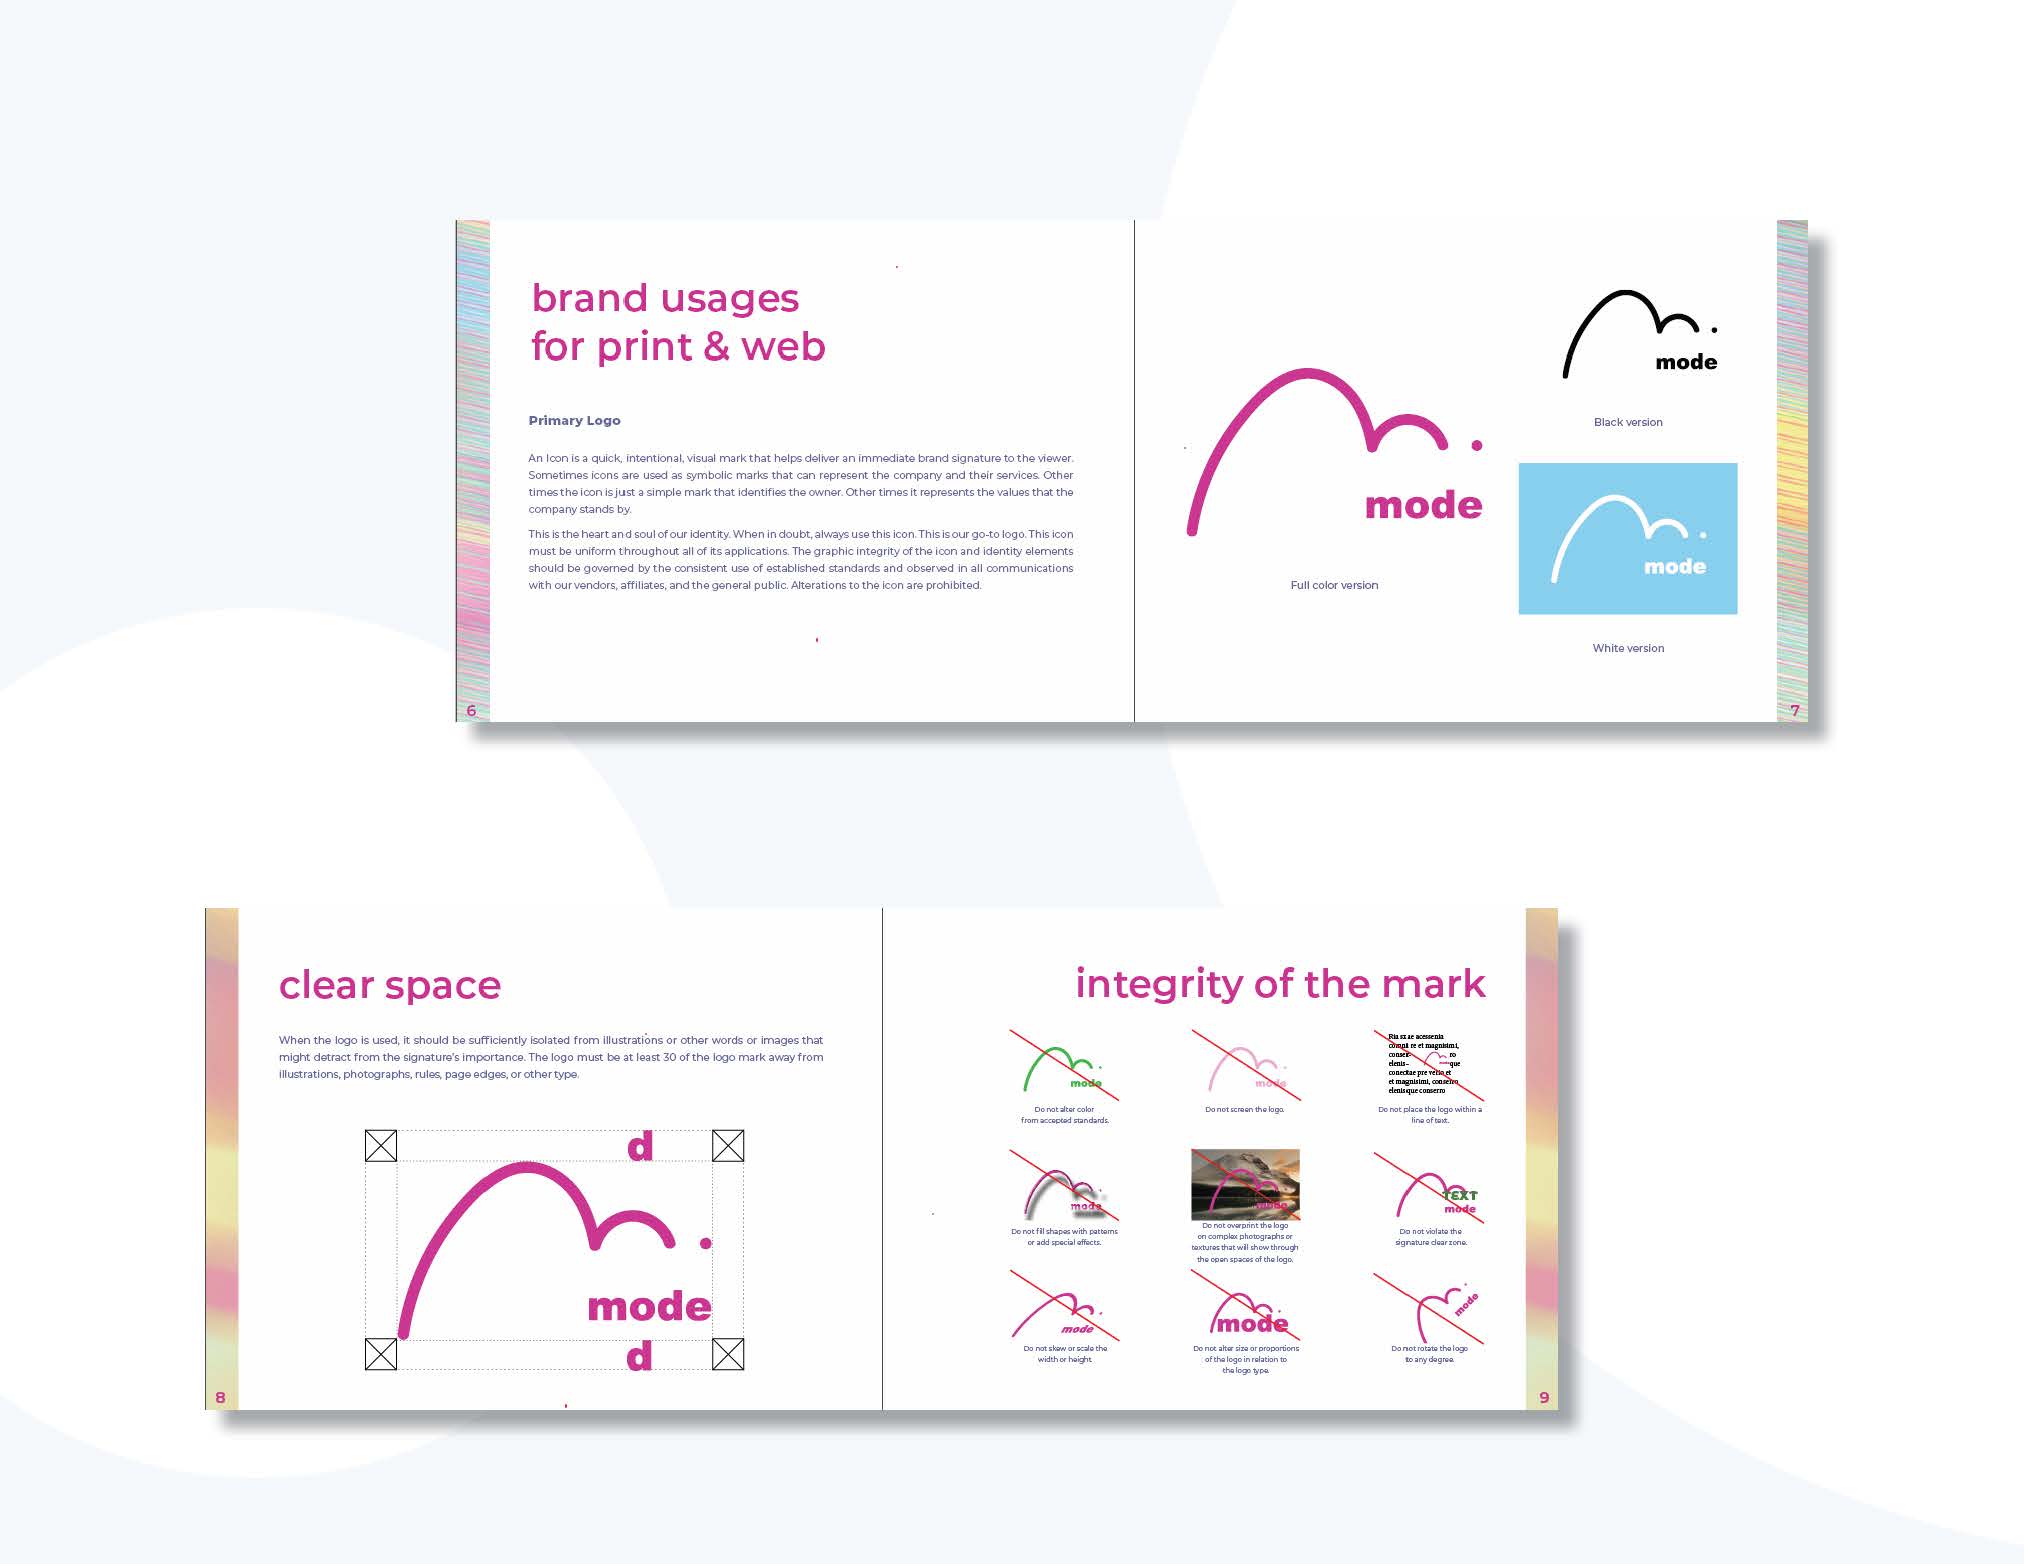 brand usages
for print & web
Primary Logo
An Icon is a quick, intentional, visual mark that helps deliver an immediate brand signature to the viewer.
Sometimes icons are used as symbolic marks that can represent the company and their services. Other
times the icon is just a simple mark that identifies the owner. Other times it represents the values that the
company stands by.
This is the heart and soul of our identity. When in doubt, always use this icon. This is our go-to logo. This icon
must be uniform throughout all of its applications. The graphic integrity of the icon and identity elements
should be governed by the consistent use of established standards and observed in all communications
with our vendors, affiliates, and the general public. Alterations to the icon are prohibited.
6
mode
Full color version
mode
Black version
mode
White version
7
clear space
When the logo is used, it should be sufficiently isolated from illustrations or other words or images that
might detract from the signature's importance. The logo must be at least 30 of the logo mark away from
illustrations, photographs, rules, page edges, or other type.
d
mode
d
8
integrity of the mark
mode
Do not alter color
from accepted standards.
mode
Do not screen the logo.
Ria sz ae acessenia
comnil re et magnisimi,
conser- ro
elenis- que
conectae pre verio et
et magnisimi, conserro
elenisque conserro
Do not place the logo within a
line of text.
mode
Do not fill shapes with patterns
or add special effects.
mode
Do not overprint the logo
on complex photographs or
textures that will show through
the open spaces of the logo.
TEXT
mode
Do not violate the
signature clear zone.
mode
Do not skew or scale the
width or height.
mode
Do not alter size or proportions
of the logo in relation to
the logo type.
mode
Do not rotate the logo
to any degree.
9